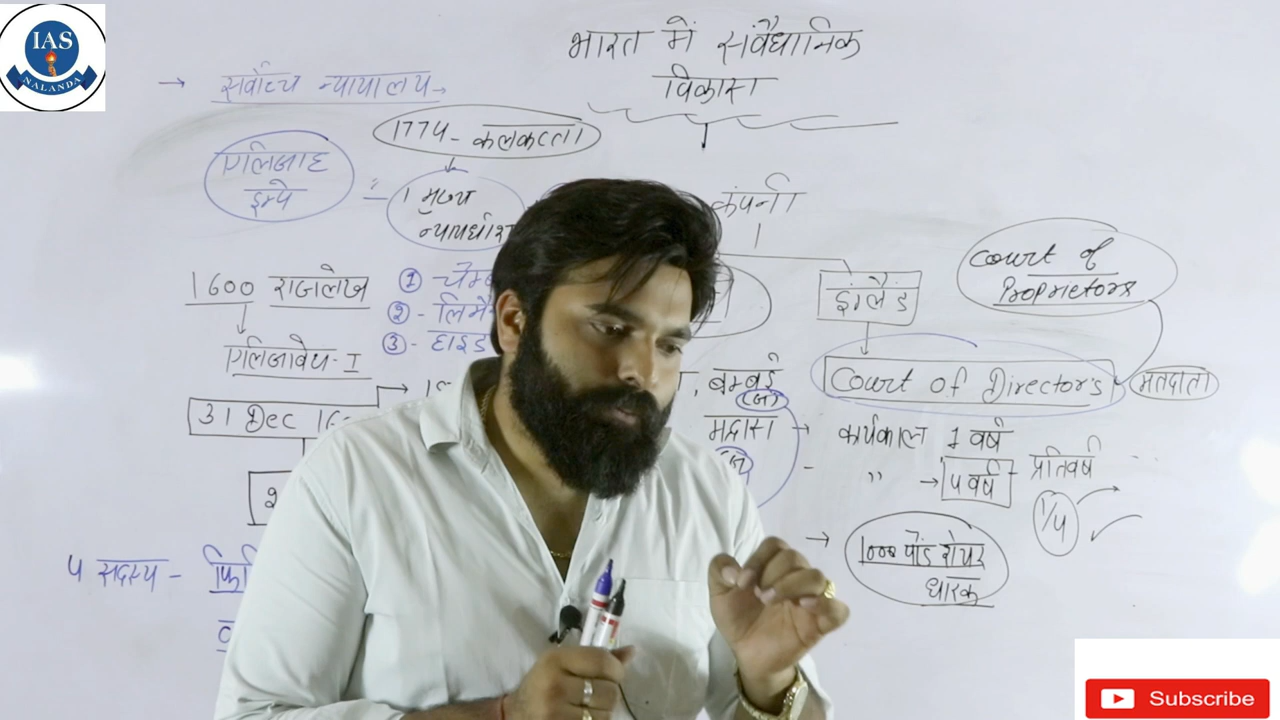 IAS
NALANDA
भारत में संवैधानिक
विकास
→ सर्वोच्च न्यायालय →
1774 - कलकत्ता
एलिजाह
इम्पे
1 मुख्य
न्यायधीश
कंपनी
Court of
Proprietors
1600 राजलेख
①
② - लिमै
③ - हाइड
इंग्लैंड
एलिजाबेथ - I
Court of Directors
मतदाता
31 Dec
, बम्बई
मद्रास
→ कार्यकाल 1 वर्ष
- " → 4 वर्ष - प्रतिवर्ष
1/4
→ 1000 पौंड शेयर
धारक
4 सदस्य -
Subscribe